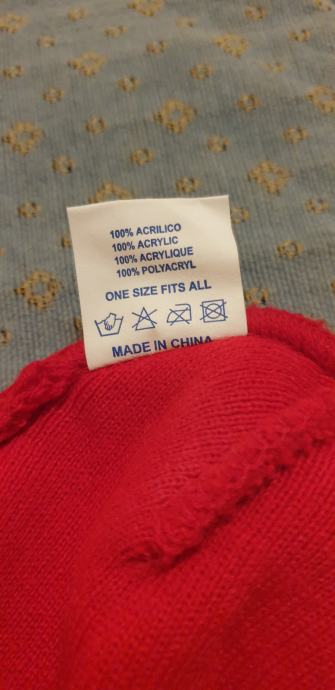 100% ACRILICO
100% ACRYLIC
100% ACRYLIQUE
100% POLYACRYL
ONE SIZE FITS ALL
MADE IN CHINA